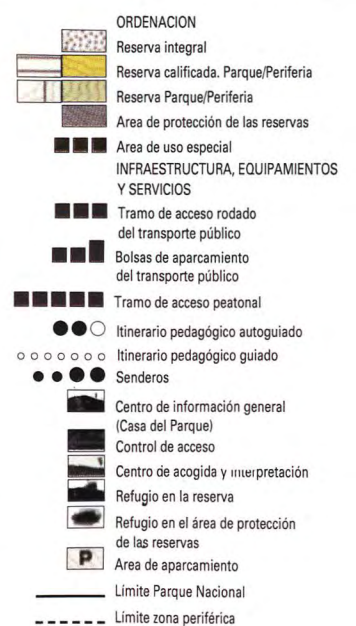 ORDENACION
Reserva integral
Reserva calificada. Parque/Periferia
Reserva Parque/Periferia
Area de protección de las reservas
Area de uso especial
INFRAESTRUCTURA, EQUIPAMIENTOS
Y SERVICIOS
Tramo de acceso rodado
del transporte público
Bolsas de aparcamiento
del transporte público
Tramo de acceso peatonal
Itinerario pedagógico autoguiado
Itinerario pedagógico guiado
Senderos
Centro de información general
(Casa del Parque)
Control de acceso
Centro de acogida y interpretación
Refugio en la reserva
Refugio en el área de protección
de las reservas
P Area de aparcamiento
Límite Parque Nacional
Límite zona periférica